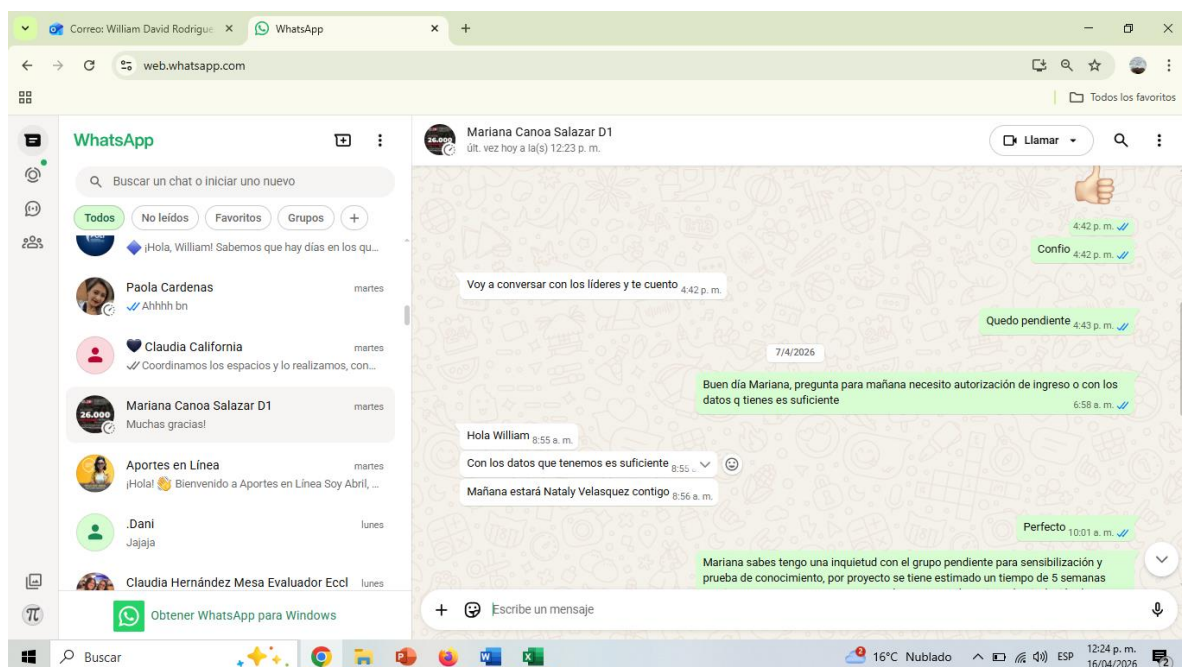 Correo: William David Rodrigue
WhatsApp
web.whatsapp.com
Todos los favoritos
WhatsApp
Buscar un chat o iniciar uno nuevo
Todos
No leídos
Favoritos
Grupos
¡Hola, William! Sabemos que hay días en los qu...
Paola Cardenas
martes
Ahhhh bn
Claudia California
martes
Coordinamos los espacios y lo realizamos, con...
26.000
Mariana Canoa Salazar D1
martes
Muchas gracias!
Aportes en Línea
martes
¡Hola! Bienvenido a Aportes en Línea Soy Abril, ...
.Dani
lunes
Jajaja
Claudia Hernández Mesa Evaluador Eccl
lunes
Obtener WhatsApp para Windows
26.000
Mariana Canoa Salazar D1
últ. vez hoy a la(s) 12:23 p. m.
Llamar
4:42 p. m.
Confio
4:42 p. m.
Voy a conversar con los líderes y te cuento
4:42 p. m.
Quedo pendiente
4:43 p. m.
7/4/2026
Buen día Mariana, pregunta para mañana necesito autorización de ingreso o con los
datos q tienes es suficiente
6:58 a. m.
Hola William
8:55 a. m.
Con los datos que tenemos es suficiente
8:55
Mañana estará Nataly Velasquez contigo
8:56 a. m.
Perfecto
10:01 a. m.
Mariana sabes tengo una inquietud con el grupo pendiente para sensibilización y
prueba de conocimiento, por proyecto se tiene estimado un tiempo de 5 semanas
Escribe un mensaje
Buscar
16°C Nublado
ESP
12:24 p. m.
16/04/2026